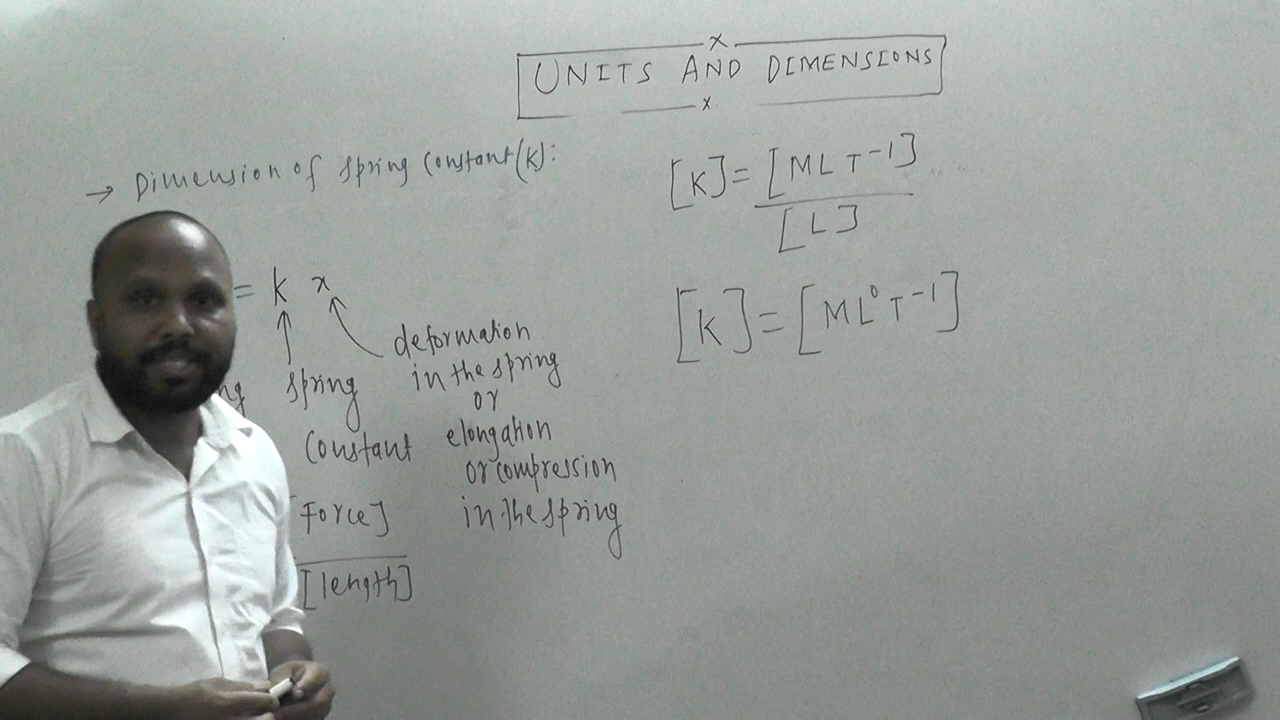 UNITS AND DIMENSIONS
→ Dimension of spring constant(K):
= k x
deformation
in the spring
or
elongation
or compression
in the spring
spring
constant
[Force]
[length]
[K] = [MLT⁻¹]
[L]
[K] = [ML⁰T⁻¹]